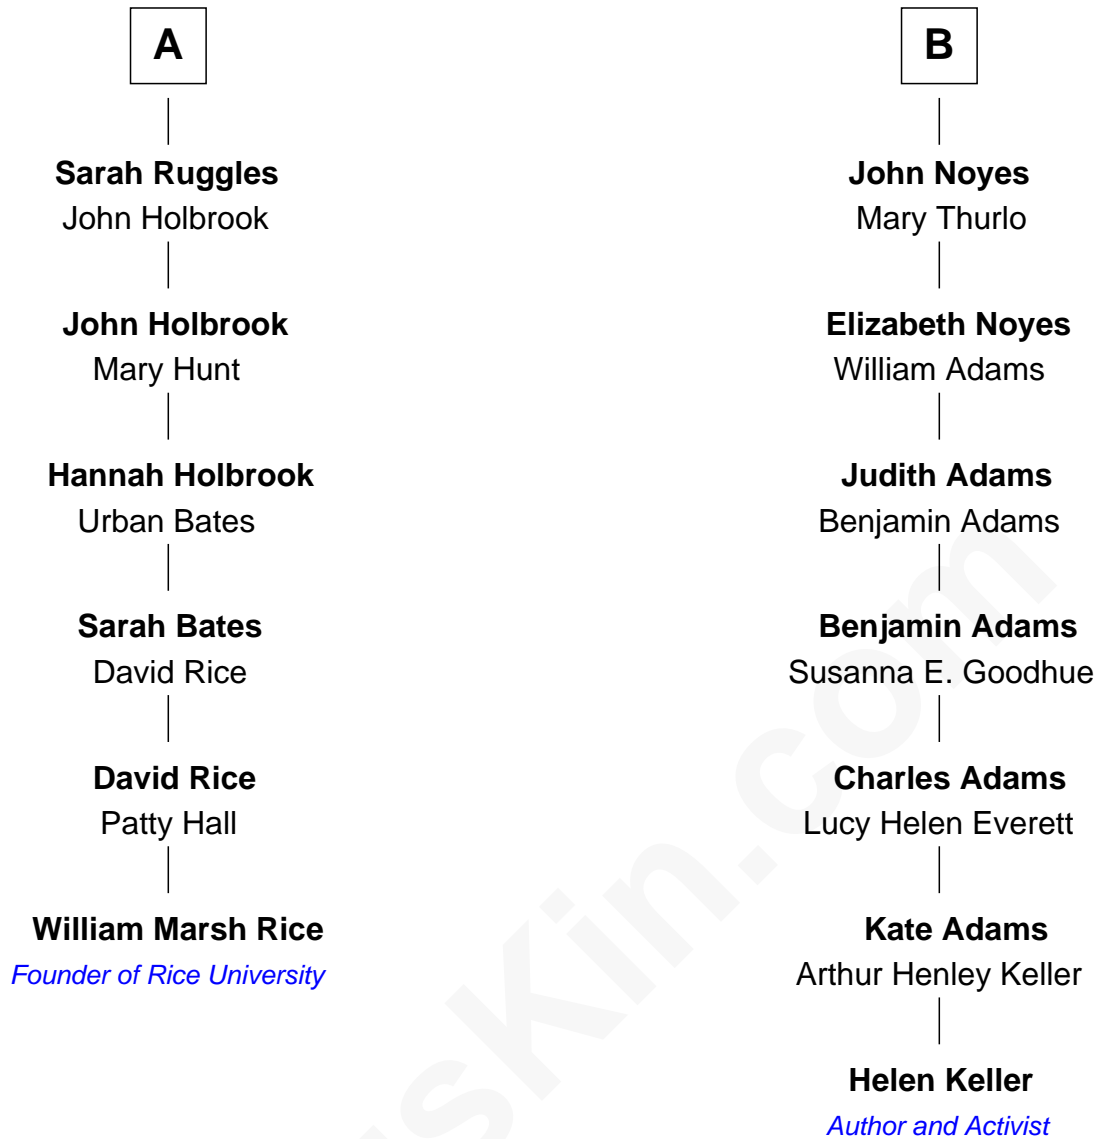 A
Sarah Ruggles
John Holbrook
John Holbrook
Mary Hunt
Hannah Holbrook
Urban Bates
Sarah Bates
David Rice
David Rice
Patty Hall
William Marsh Rice
Founder of Rice University
B
John Noyes
Mary Thurlo
Elizabeth Noyes
William Adams
Judith Adams
Benjamin Adams
Benjamin Adams
Susanna E. Goodhue
Charles Adams
Lucy Helen Everett
Kate Adams
Arthur Henley Keller
Helen Keller
Author and Activist